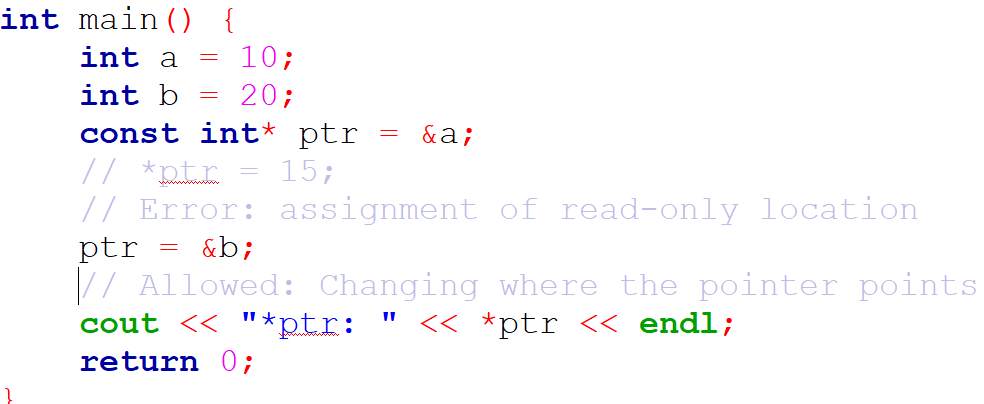 int main() {
    int a = 10;
    int b = 20;
    const int* ptr = &a;
    // *ptr = 15;
    // Error: assignment of read-only location
    ptr = &b;
    // Allowed: Changing where the pointer points
    cout << "*ptr: " << *ptr << endl;
    return 0;
}